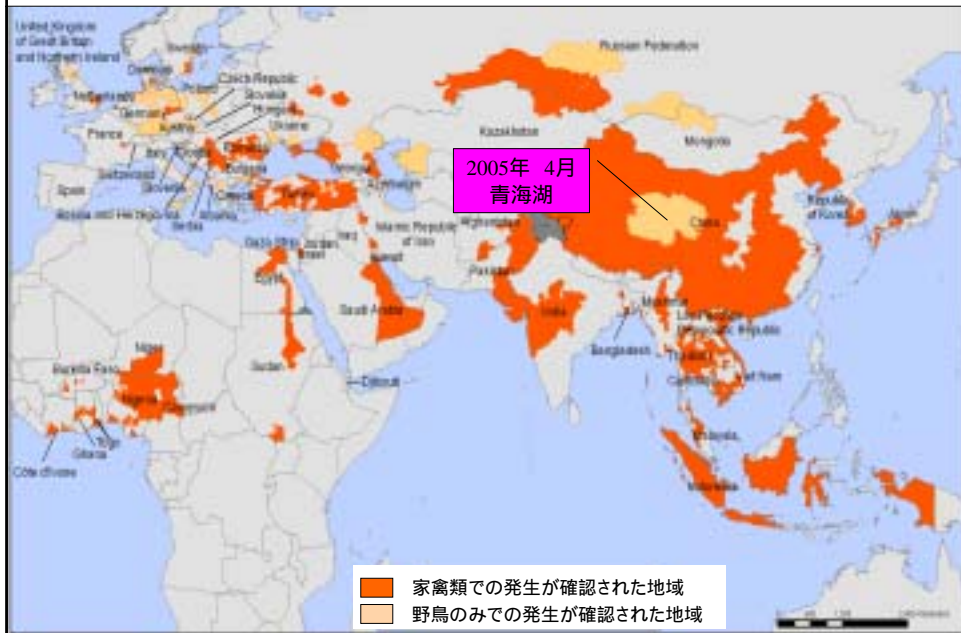 United Kingdom
of Great Britain
and Northern Ireland
Sweden
Russian Federation
Denmark
Czech Republic
Slovakia
Hungary
Poland
Netherlands
Germany
Ukraine
Austria
France
Kazakhstan
Mongolia
Italy
Romania
Bulgaria
Georgia
2005年 4月
青海湖
Switzerland
Slovenia
Azerbaijan
Spain
Greece
Turkey
Republic
of Korea
Japan
Bosnia and Herzegovina
Albania
Serbia
China
Islamic Republic
of Iran
Afghanistan
Iraq
Gaza Strip
Jordan
Israel
Kuwait
Pakistan
Egypt
Saudi Arabia
India
Myanmar
Lao People's
Democratic Republic
Bangladesh
Thailand
Viet Nam
Niger
Sudan
Burkina Faso
Djibouti
Nigeria
Cameroon
Togo
Ghana
Côte d'Ivoire
Malaysia
Indonesia
家禽類での発生が確認された地域
野鳥のみでの発生が確認された地域